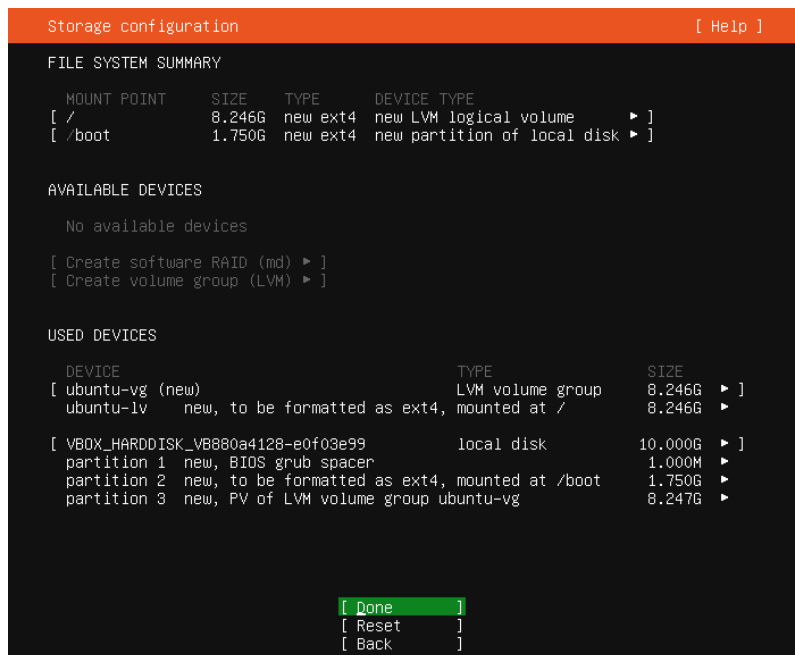 Storage configuration [ Help ]
FILE SYSTEM SUMMARY
MOUNT POINT SIZE TYPE DEVICE TYPE
[ / 8.246G new ext4 new LVM logical volume ▸ ]
[ /boot 1.750G new ext4 new partition of local disk ▸ ]
AVAILABLE DEVICES
No available devices
[ Create software RAID (md) ▸ ]
[ Create volume group (LVM) ▸ ]
USED DEVICES
DEVICE TYPE SIZE
[ ubuntu-vg (new) LVM volume group 8.246G ▸ ]
ubuntu-lv new, to be formatted as ext4, mounted at / 8.246G ▸
[ VBOX_HARDDISK_VB880a4128-e0f03e99 local disk 10.000G ▸ ]
partition 1 new, BIOS grub spacer 1.000M ▸
partition 2 new, to be formatted as ext4, mounted at /boot 1.750G ▸
partition 3 new, PV of LVM volume group ubuntu-vg 8.247G ▸
[ Done ]
[ Reset ]
[ Back ]